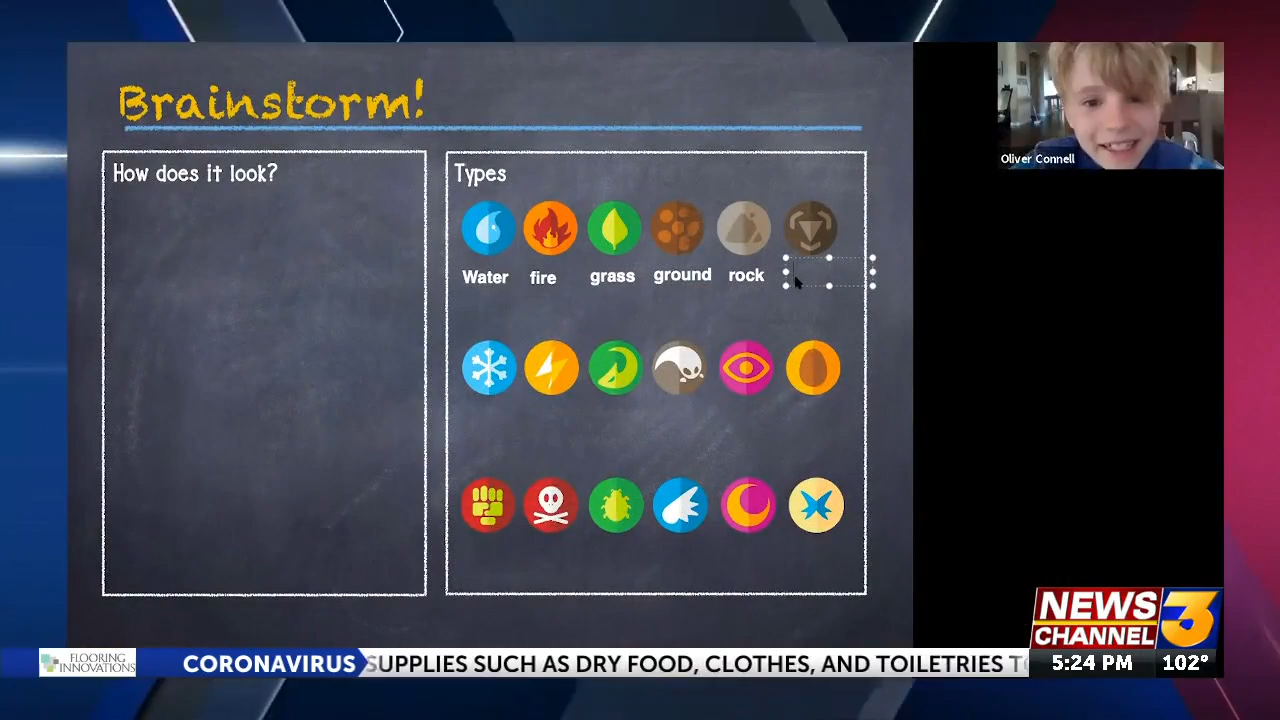 Brainstorm!
How does it look?
Types
Water fire grass ground rock
Oliver Connell
NEWS
CHANNEL 3
FLOORING
INNOVATIONS
CORONAVIRUS SUPPLIES SUCH AS DRY FOOD, CLOTHES, AND TOILETRIES
5:24 PM 102°